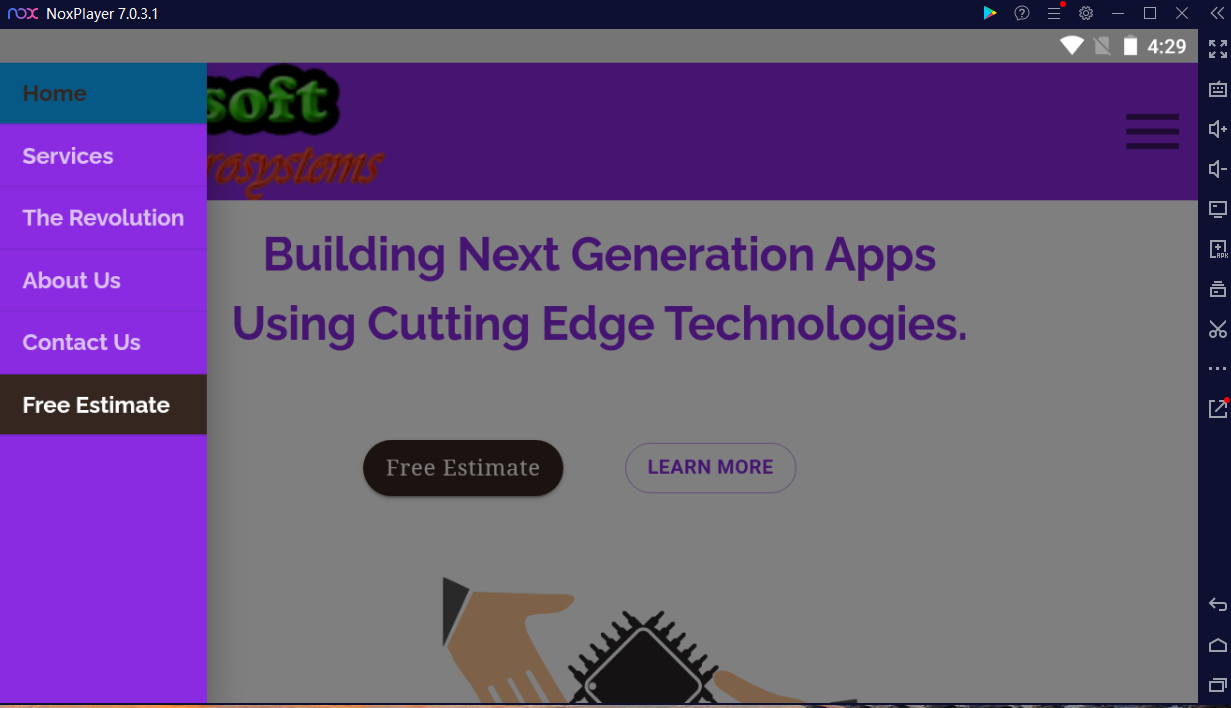 nox NoxPlayer 7.0.3.1
4:29
Home
Services
The Revolution
About Us
Contact Us
Free Estimate
soft
rosystems
Building Next Generation Apps
Using Cutting Edge Technologies.
Free Estimate
LEARN MORE
APK